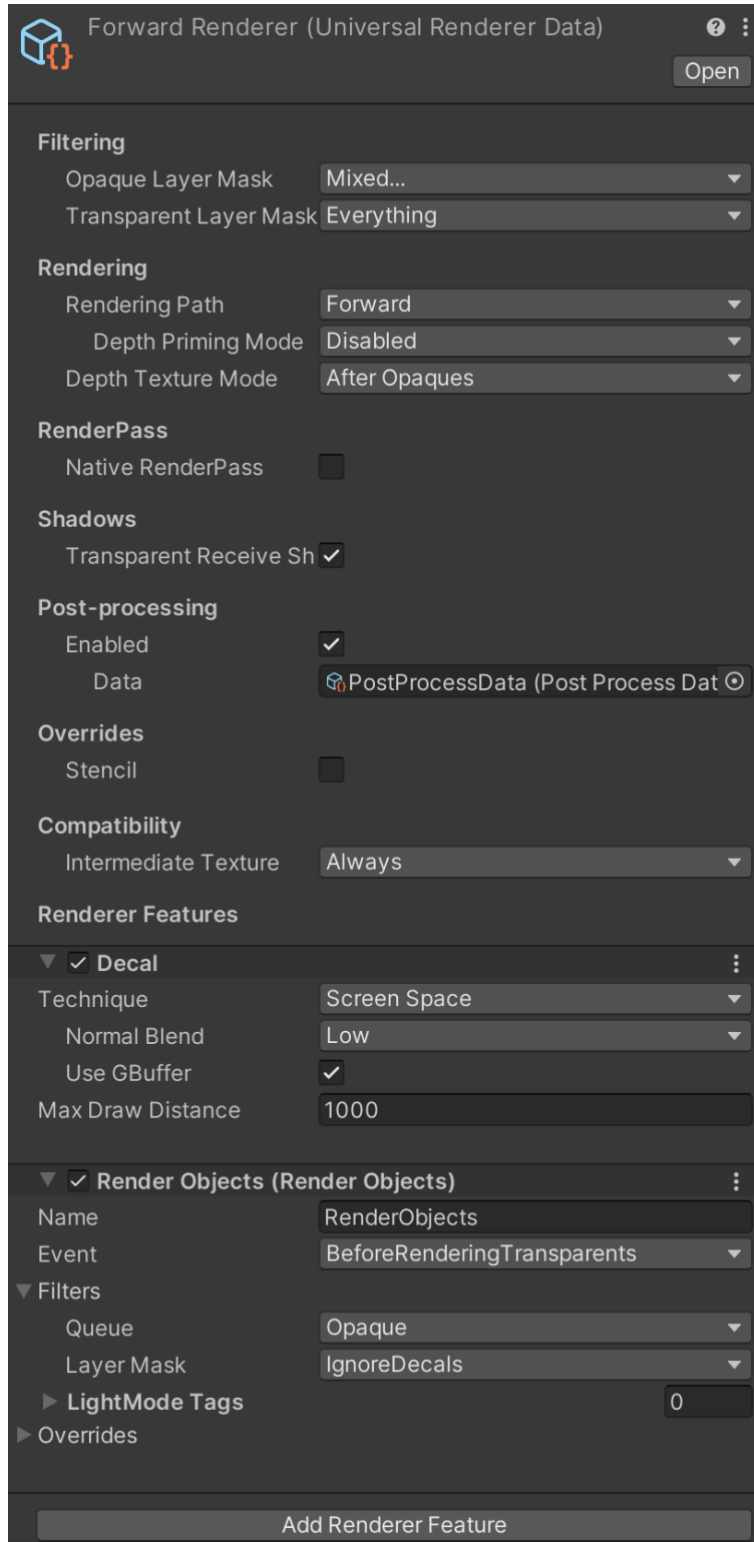 Forward Renderer (Universal Renderer Data)
Open
Filtering
Opaque Layer Mask Mixed...
Transparent Layer Mask Everything
Rendering
Rendering Path Forward
Depth Priming Mode Disabled
Depth Texture Mode After Opaques
RenderPass
Native RenderPass
Shadows
Transparent Receive Sh
Post-processing
Enabled
Data PostProcessData (Post Process Dat
Overrides
Stencil
Compatibility
Intermediate Texture Always
Renderer Features
Decal
Technique Screen Space
Normal Blend Low
Use GBuffer
Max Draw Distance 1000
Render Objects (Render Objects)
Name RenderObjects
Event BeforeRenderingTransparents
Filters
Queue Opaque
Layer Mask IgnoreDecals
LightMode Tags 0
Overrides
Add Renderer Feature